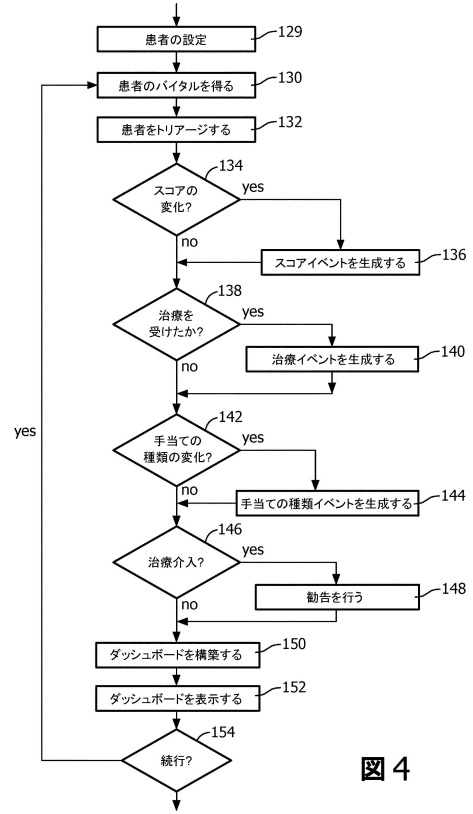 患者の設定
129
患者のバイタルを得る
130
患者をトリアージする
132
134
スコアの
変化?
yes
no
スコアイベントを生成する
136
138
治療を
受けたか?
yes
治療イベントを生成する
140
no
142
手当ての
種類の変化?
yes
yes
no
手当ての種類イベントを生成する
144
146
治療介入?
yes
勧告を行う
148
no
ダッシュボードを構築する
150
ダッシュボードを表示する
152
154
続行?
図4